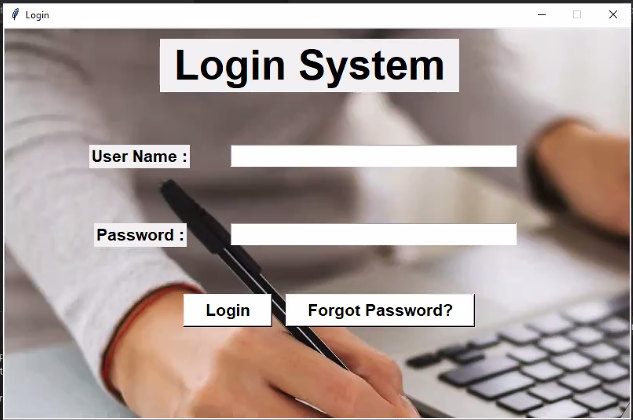 Login
Login System
User Name :
Password :
Login Forgot Password?